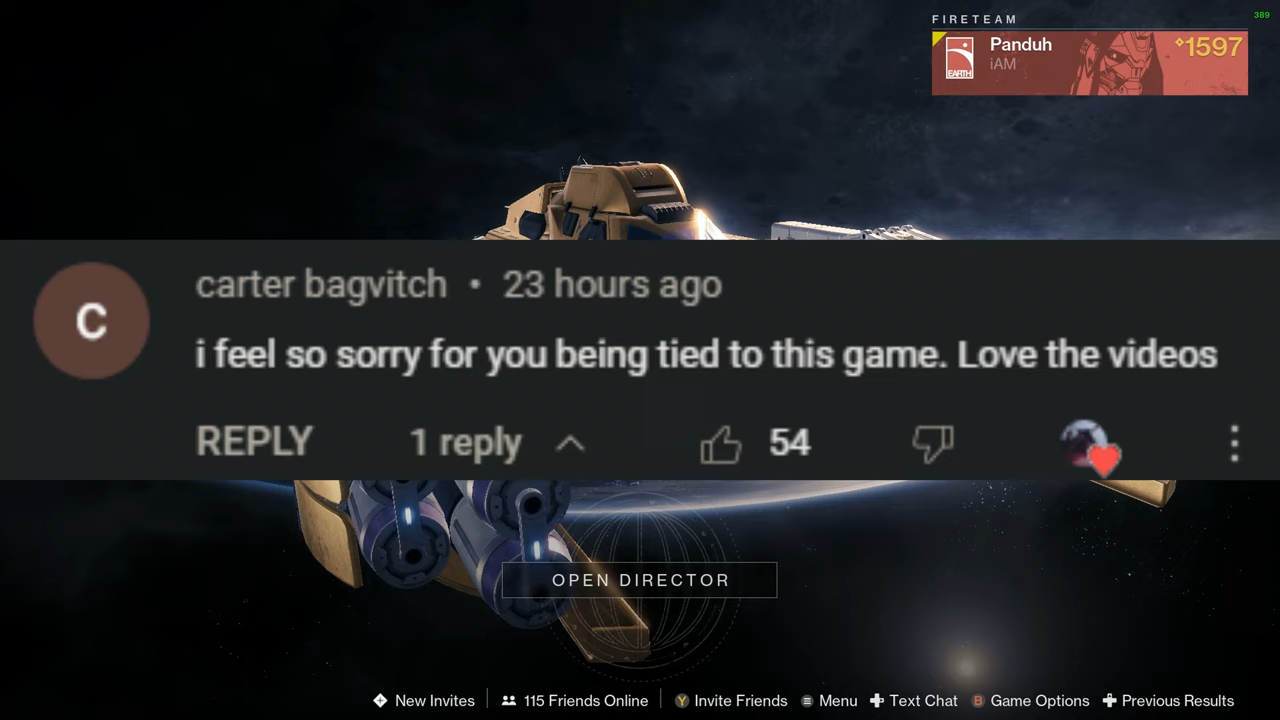 389
FIRETEAM
Panduh
1597
iAM
EARTH
carter bagvitch • 23 hours ago
i feel so sorry for you being tied to this game. Love the videos
REPLY 1 reply 54
OPEN DIRECTOR
New Invites 115 Friends Online Y Invite Friends Menu Text Chat B Game Options Previous Results